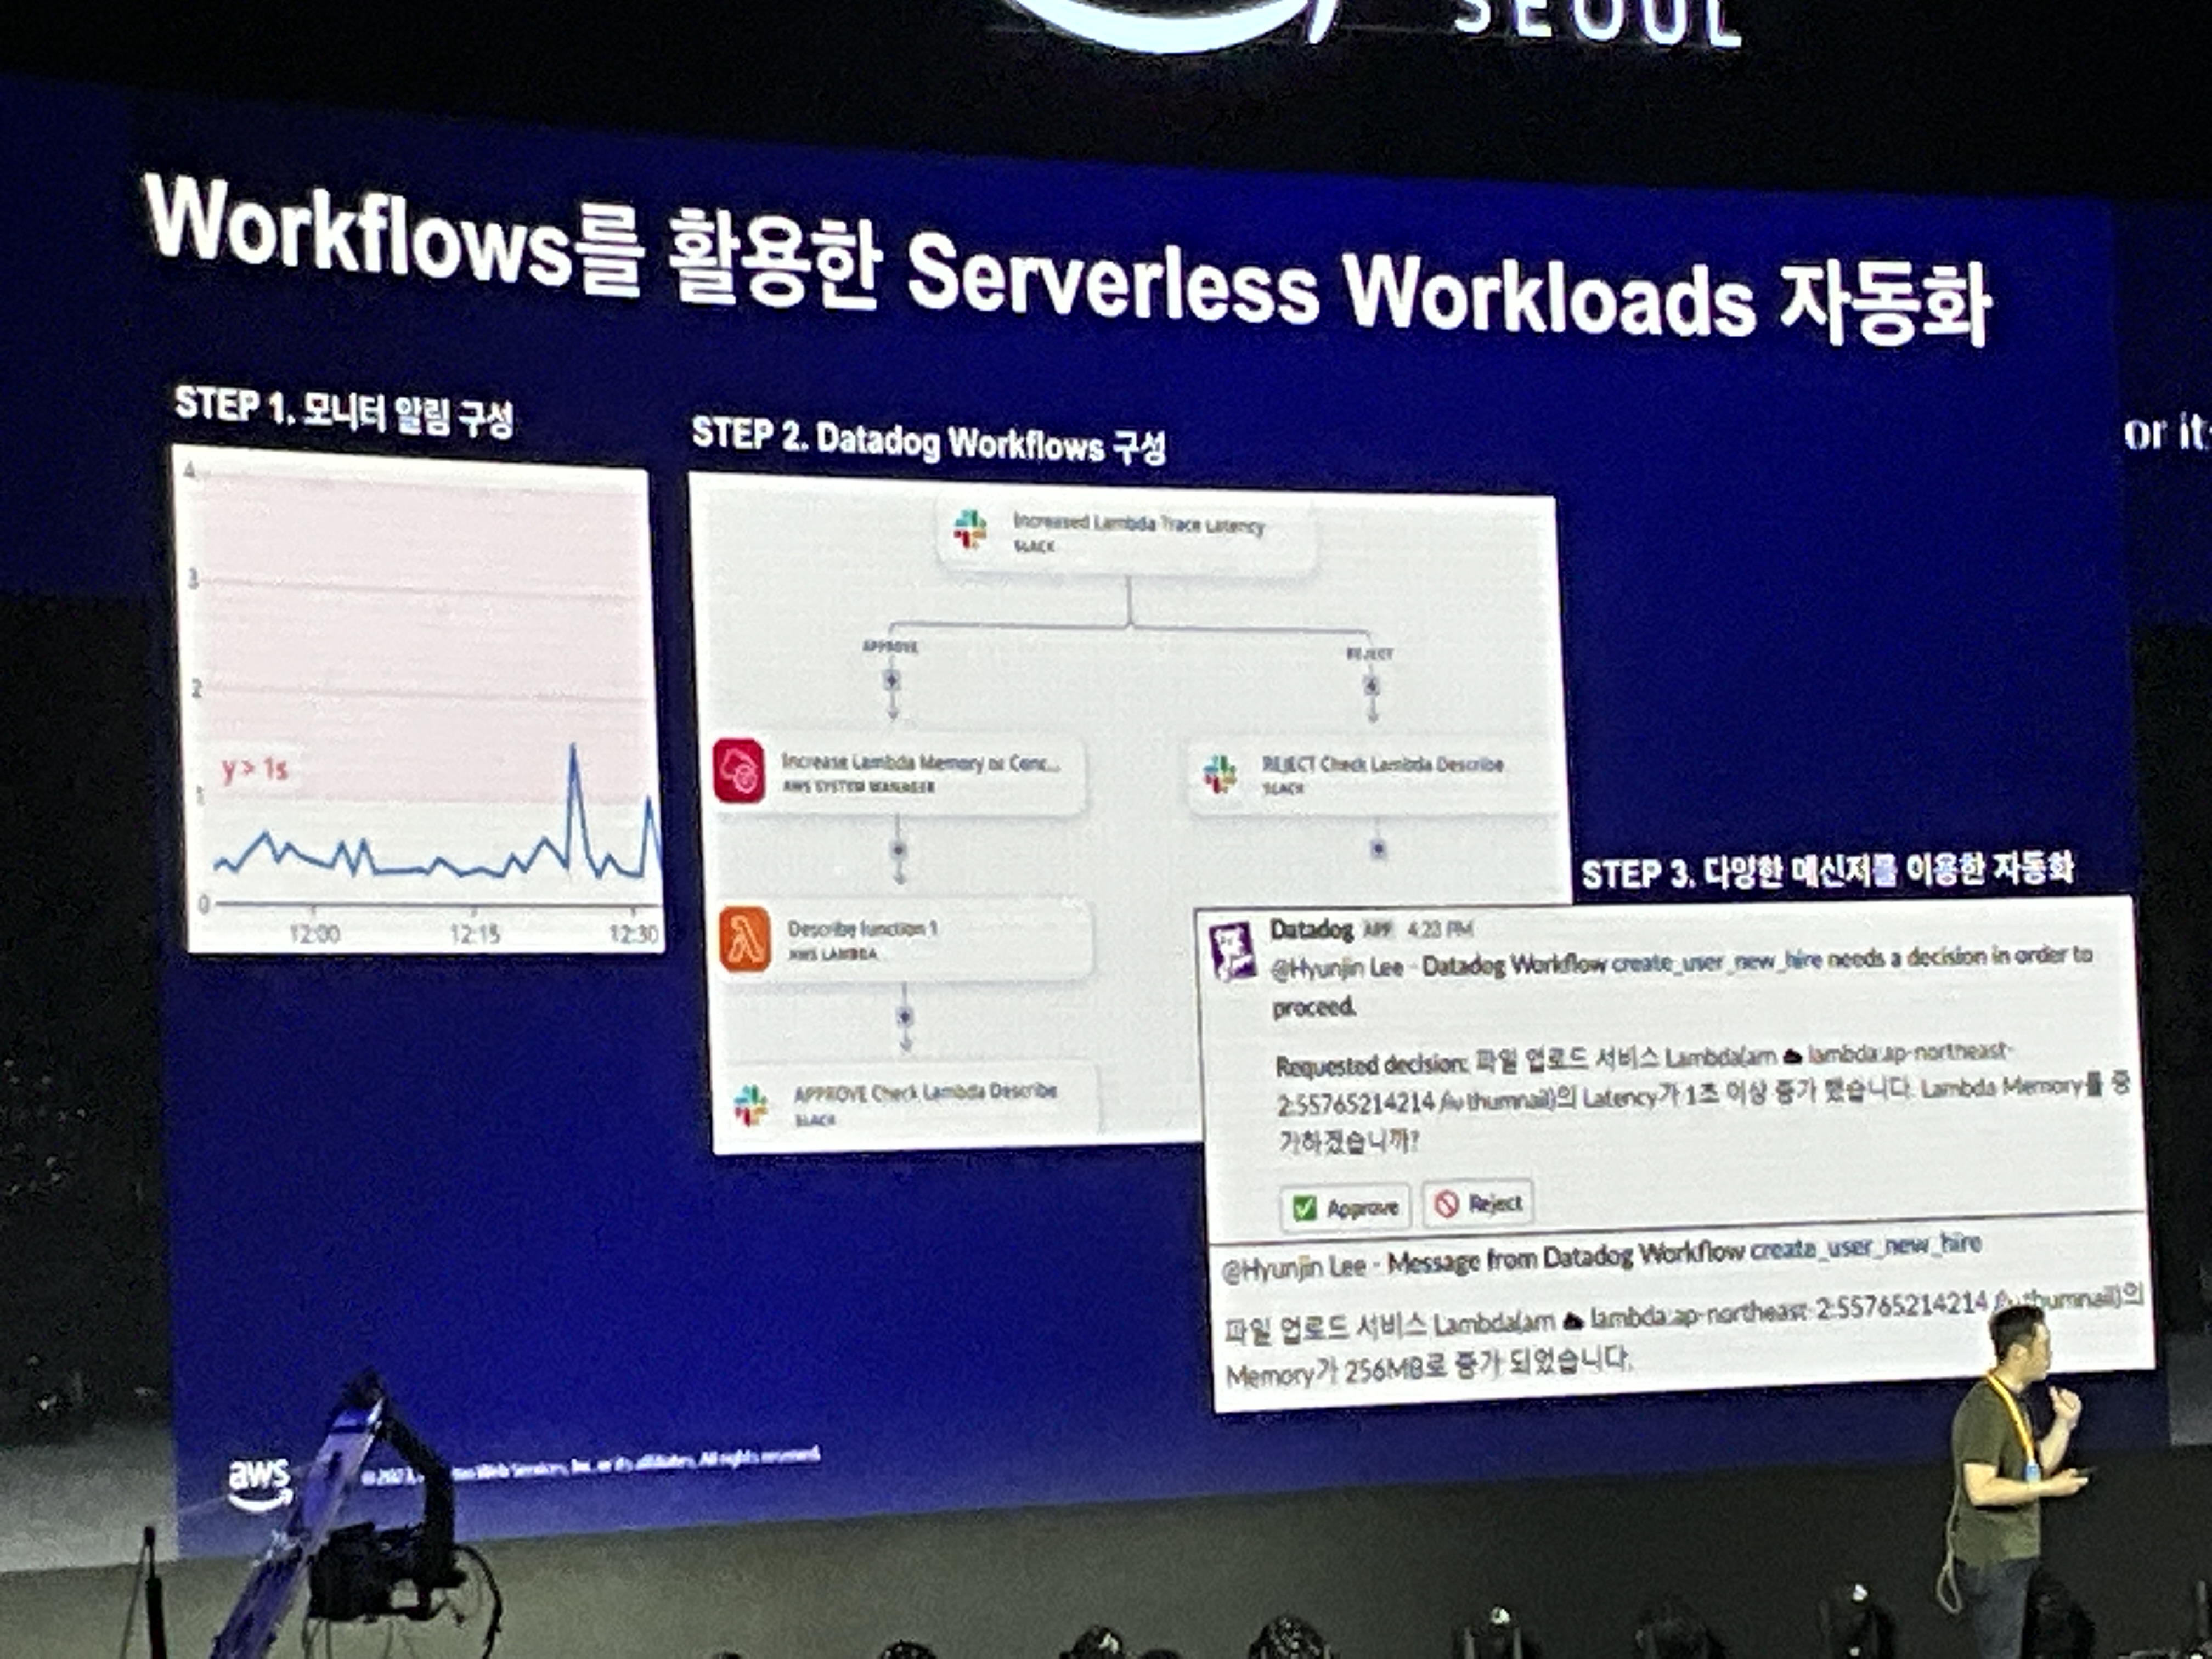 SEOUL
Workflows를 활용한 Serverless Workloads 자동화
or it
STEP 1. 모니터 알림 구성
4
3
2
y > 1s
1
0
12:00 12:15 12:30
STEP 2. Datadog Workflows 구성
Increased Lambda Trace Latency
SLACK
APPROVE
REJECT
Increase Lambda Memory or Conc...
AWS SYSTEM MANAGER
REJECT Check Lambda Describe
SLACK
Describe function 1
AWS LAMBDA
APPROVE Check Lambda Describe
SLACK
STEP 3. 다양한 메신저를 이용한 자동화
Datadog APP 4:23 PM
@Hyunjin Lee - Datadog Workflow create_user_new_hire needs a decision in order to
proceed.
Requested decision: 파일 업로드 서비스 Lambda(arn lambda:ap-northeast-
2:55765214214 thumnail)의 Latency가 1초 이상 증가 했습니다. Lambda Memory를 증
가하겠습니까?
Approve Reject
@Hyunjin Lee - Message from Datadog Workflow create_user_new_hire
파일 업로드 서비스 Lambda(arn lambda:ap-northeast-2:55765214214 thumnail)의
Memory가 256MB로 증가 되었습니다.
aws
Web Services, Inc. or its affiliates. All rights reserved.